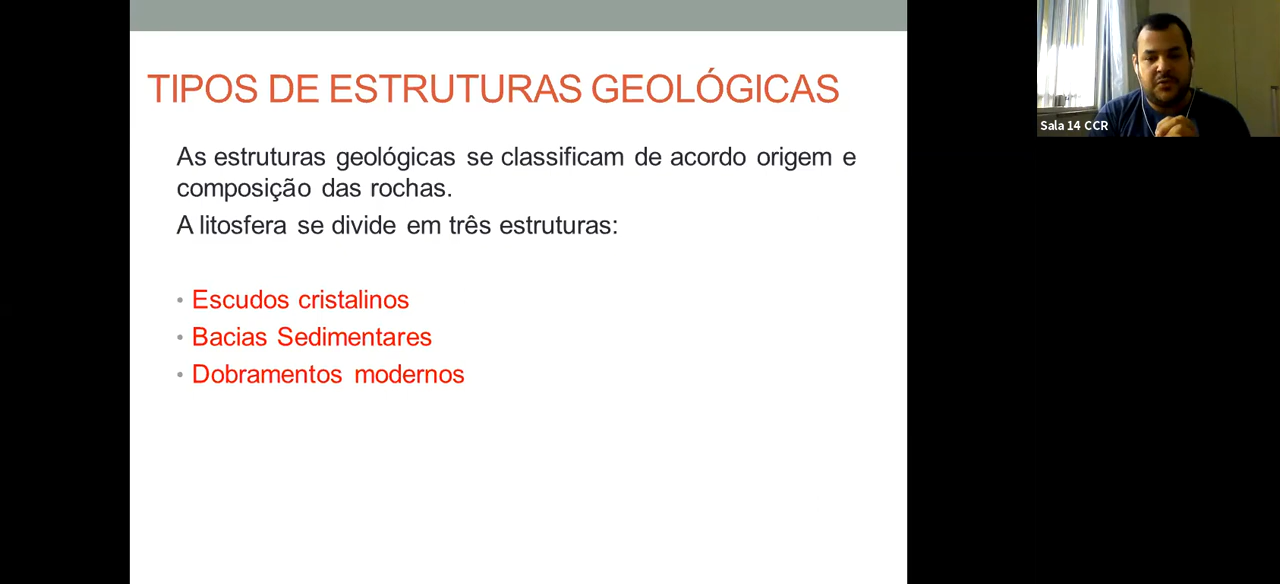 TIPOS DE ESTRUTURAS GEOLÓGICAS
As estruturas geológicas se classificam de acordo origem e
composição das rochas.
A litosfera se divide em três estruturas:
• Escudos cristalinos
• Bacias Sedimentares
• Dobramentos modernos
Sala 14 CCR